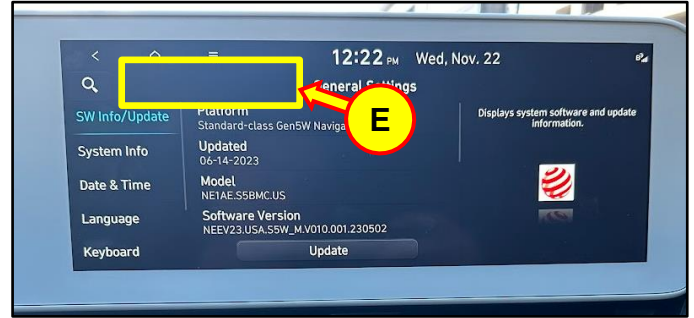 12:22 PM Wed, Nov. 22
General Settings
SW Info/Update
Platform
Standard-class Gen5W
Displays system software and update
information.
E
System Info
Updated
06-14-2023
Date & Time
Model
NE1AE.S5BMC.US
Language
Software Version
NEEV23.USA.S5W_M.V010.001.230502
Keyboard
Update